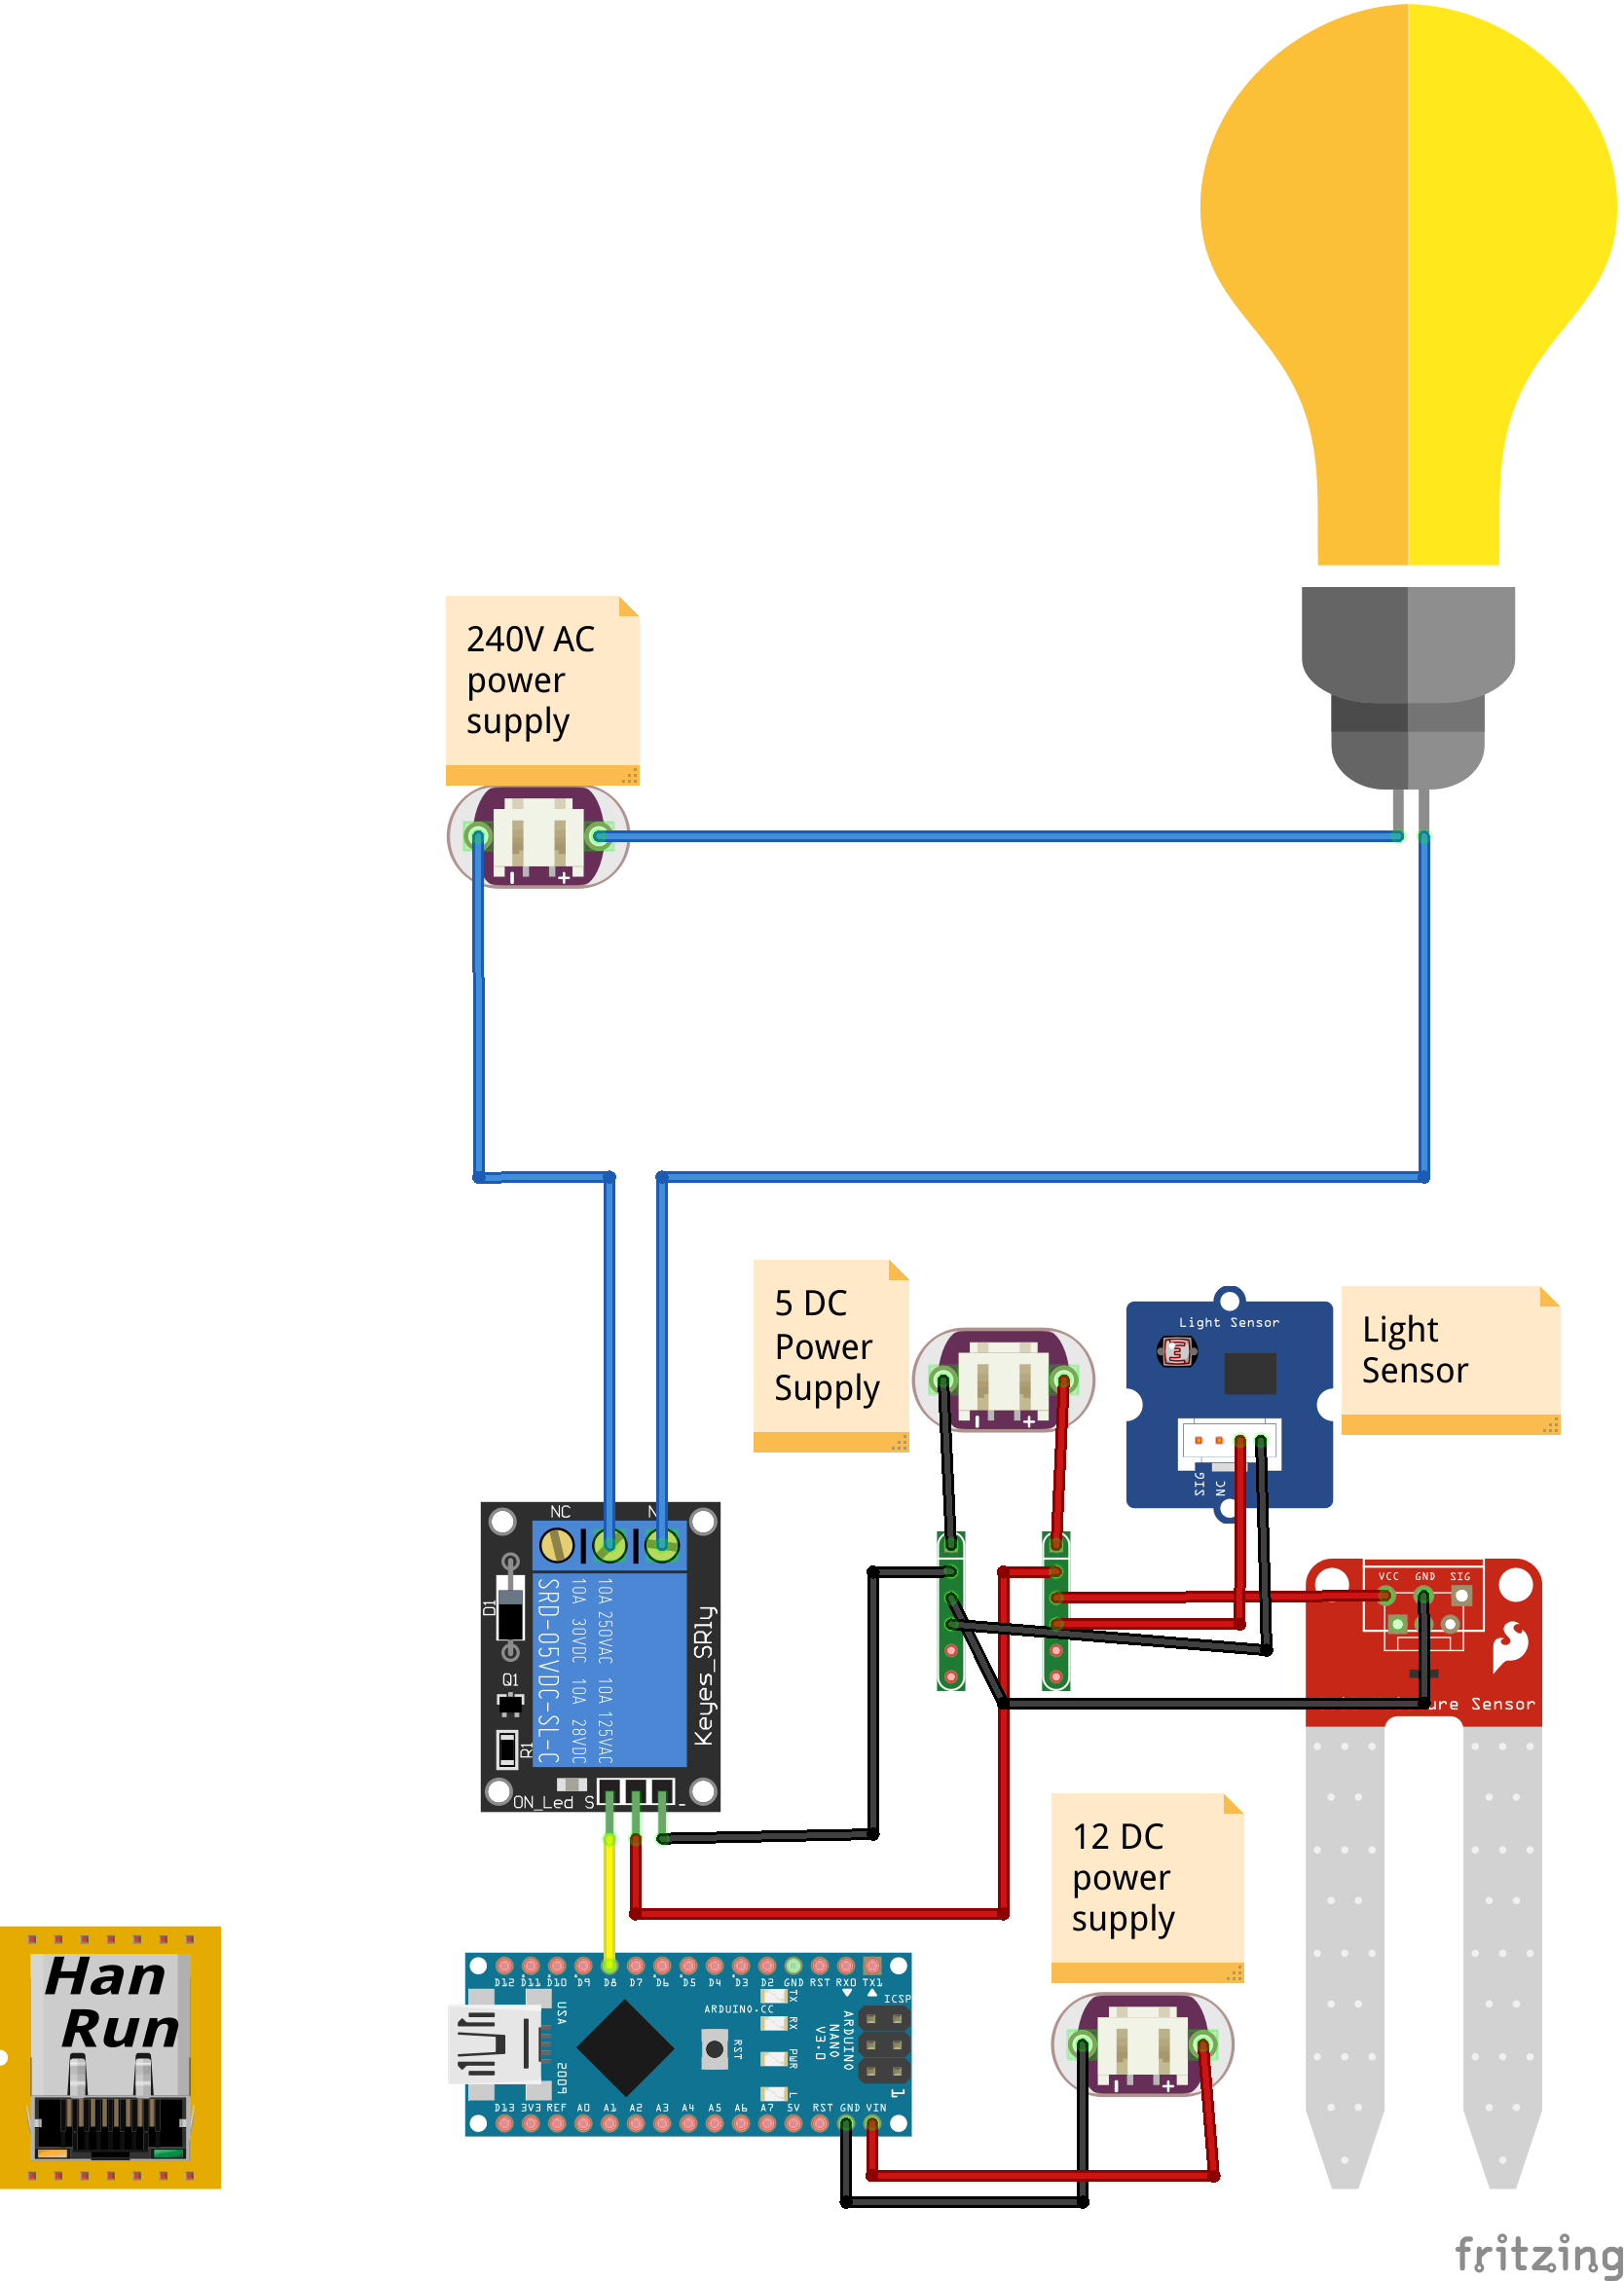 240V AC
power
supply
5 DC
Power
Supply
Light Sensor
SIG
NC
Light
Sensor
NC
D1
Q1
R1
SRD-05VDC-SL-C
10A 30VDC 10A 28VDC
10A 250VAC 10A 125VAC
Keyes_SRly
ON_Led S
-
VCC GND SIG
ure Sensor
12 DC
power
supply
Han
Run
D12 D11 D10 D9 D8 D7 D6 D5 D4 D3 D2 GND RST RX0 TX1
USA
2009
ARDUINO.CC
RST
TX
RX
PWR
L
ARDUINO
NANO
V3.0
ICSP
1
D13 3V3 REF A0 A1 A2 A3 A4 A5 A6 A7 5V RST GND VIN
- +
fritzing